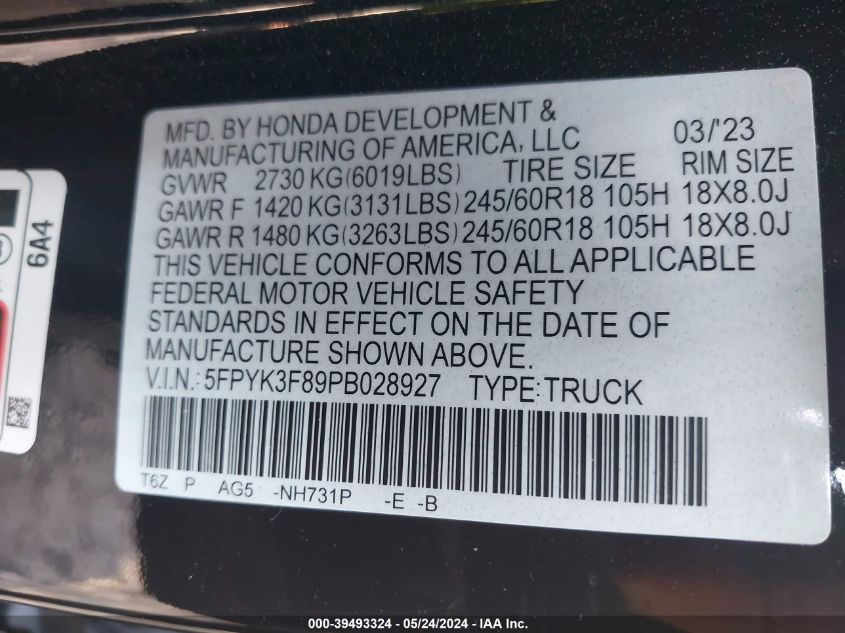 MFD. BY HONDA DEVELOPMENT &
MANUFACTURING OF AMERICA, LLC 03/'23
GVWR 2730 KG(6019LBS) TIRE SIZE RIM SIZE
GAWR F 1420 KG(3131LBS) 245/60R18 105H 18X8.0J
GAWR R 1480 KG(3263LBS) 245/60R18 105H 18X8.0J
THIS VEHICLE CONFORMS TO ALL APPLICABLE
FEDERAL MOTOR VEHICLE SAFETY
STANDARDS IN EFFECT ON THE DATE OF
MANUFACTURE SHOWN ABOVE.
V.I.N.: 5FPYK3F89PB028927 TYPE:TRUCK
T6Z P AG5 -NH731P -E -B
6A4
000-39493324 - 05/24/2024 - IAA Inc.